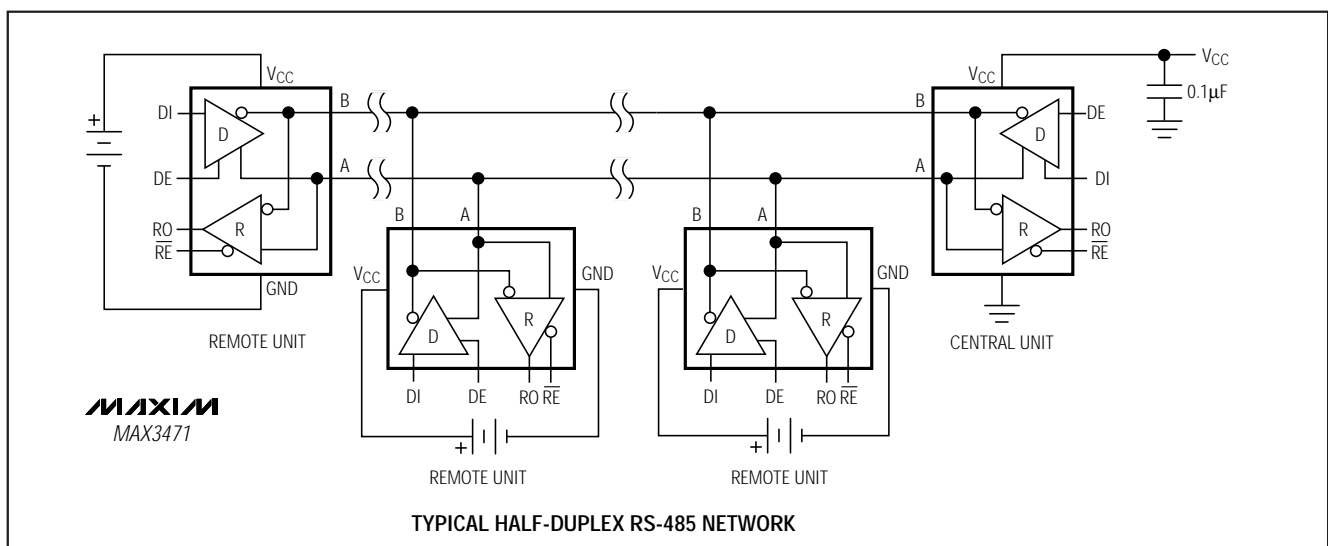 VCC
B
DI
D
DE
A
RO
R
RE
GND
+
REMOTE UNIT
B
A
VCC
GND
D
R
DI
DE
RO
RE
+
REMOTE UNIT
B
A
VCC
GND
D
R
DI
DE
RO
RE
+
REMOTE UNIT
VCC
VCC
0.1µF
B
DE
D
A
DI
R
RO
RE
CENTRAL UNIT
MAXIM
MAX3471
TYPICAL HALF-DUPLEX RS-485 NETWORK